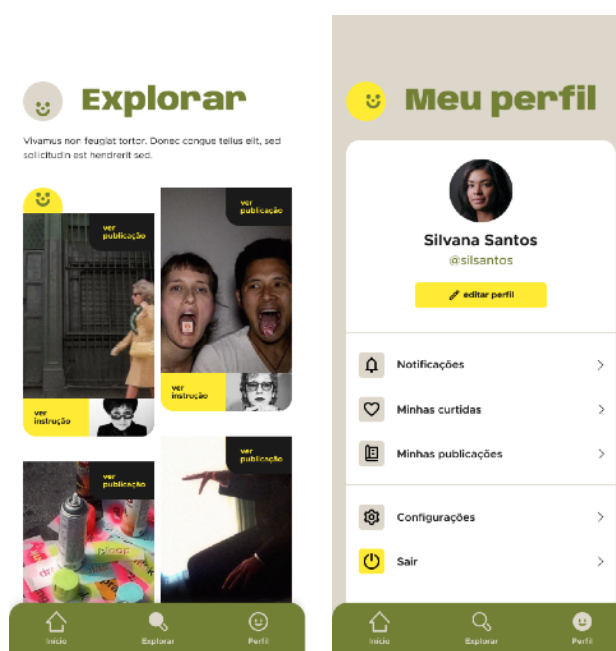 Explorar
Vivamus non feugiat tortor. Donec congue tellus elit, sed
sollicitudin est hendrerit sed.
ver
publicação
ver
publicação
ver
instrução
ver
instrução
ver
publicação
ver
publicação
Início
Explorar
Perfil
Meu perfil
Silvana Santos
@silsantos
editar perfil
Notificações
Minhas curtidas
Minhas publicações
Configurações
Sair
Início
Explorar
Perfil